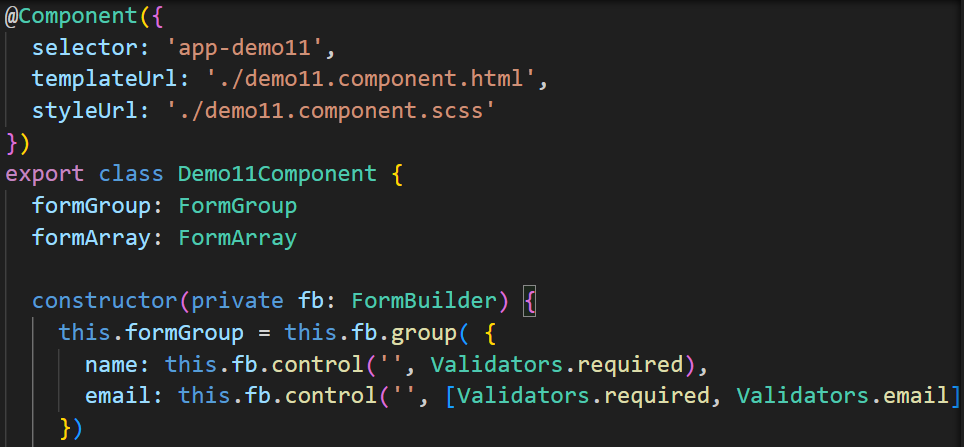 @Component({
  selector: 'app-demo11',
  templateUrl: './demo11.component.html',
  styleUrl: './demo11.component.scss'
})
export class Demo11Component {
  formGroup: FormGroup
  formArray: FormArray

  constructor(private fb: FormBuilder) {
    this.formGroup = this.fb.group( {
      name: this.fb.control('', Validators.required),
      email: this.fb.control('', [Validators.required, Validators.email]
    })